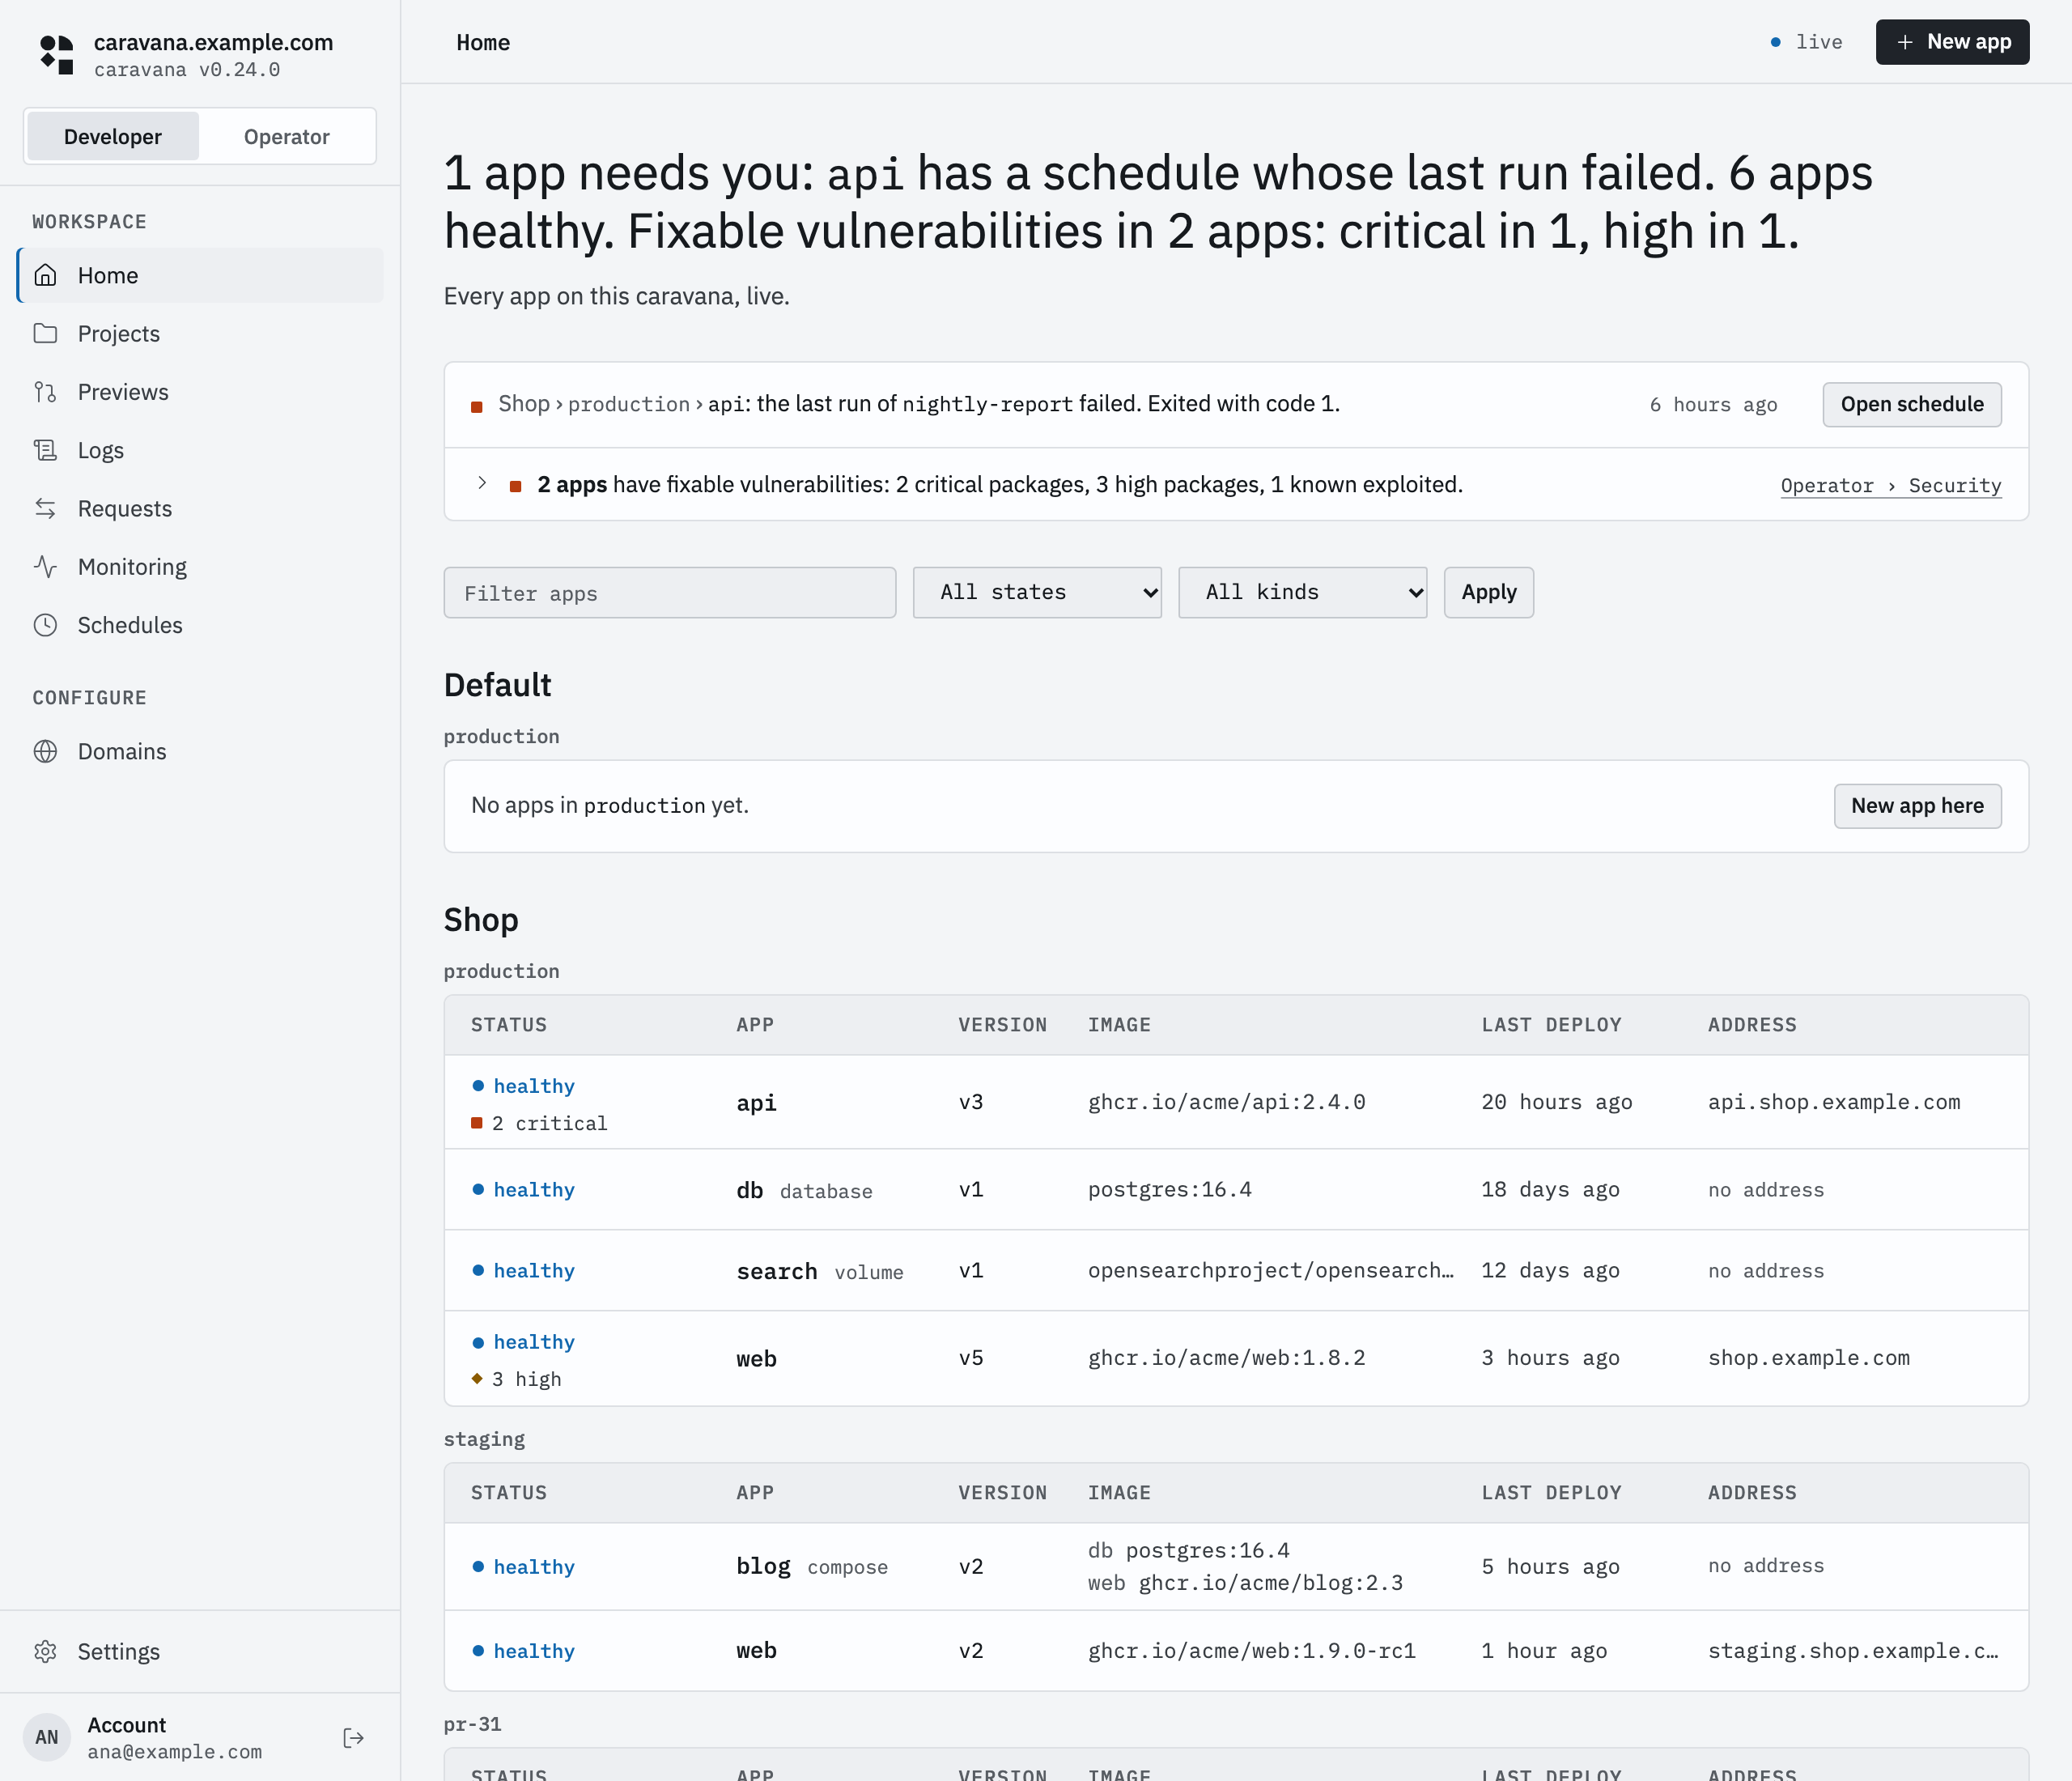 caravana.example.com
caravana v0.24.0
Developer
Operator
WORKSPACE
Home
Projects
Previews
Logs
Requests
Monitoring
Schedules
CONFIGURE
Domains
Settings
AN
Account
ana@example.com
Home
live
+ New app
1 app needs you: api has a schedule whose last run failed. 6 apps
healthy. Fixable vulnerabilities in 2 apps: critical in 1, high in 1.
Every app on this caravana, live.
Shop › production › api: the last run of nightly-report failed. Exited with code 1.
6 hours ago
Open schedule
2 apps have fixable vulnerabilities: 2 critical packages, 3 high packages, 1 known exploited.
Operator › Security
Filter apps
All states
All kinds
Apply
Default
production
No apps in production yet.
New app here
Shop
production
STATUS APP VERSION IMAGE LAST DEPLOY ADDRESS
healthy
2 critical
api v3 ghcr.io/acme/api:2.4.0 20 hours ago api.shop.example.com
healthy db database v1 postgres:16.4 18 days ago no address
healthy search volume v1 opensearchproject/opensearch… 12 days ago no address
healthy
3 high
web v5 ghcr.io/acme/web:1.8.2 3 hours ago shop.example.com
staging
STATUS APP VERSION IMAGE LAST DEPLOY ADDRESS
healthy blog compose v2
db postgres:16.4
web ghcr.io/acme/blog:2.3
5 hours ago no address
healthy web v2 ghcr.io/acme/web:1.9.0-rc1 1 hour ago staging.shop.example.c…
pr-31
STATUS APP VERSION IMAGE LAST DEPLOY ADDRESS